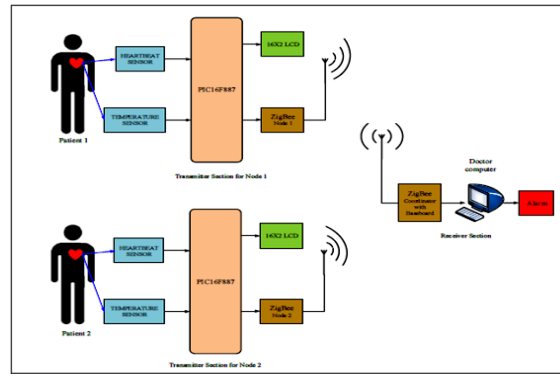 HEARTBEAT
SENSOR
TEMPERATURE
SENSOR
Patient 1
PIC16F887
16X2 LCD
ZigBee
Node 1
Transmitter Section for Node 1
HEARTBEAT
SENSOR
TEMPERATURE
SENSOR
Patient 2
PIC16F887
16X2 LCD
ZigBee
Node 2
Transmitter Section for Node 2
Doctor
computer
ZigBee
Coordinator
with
Baseboard
Alarm
Receiver Section